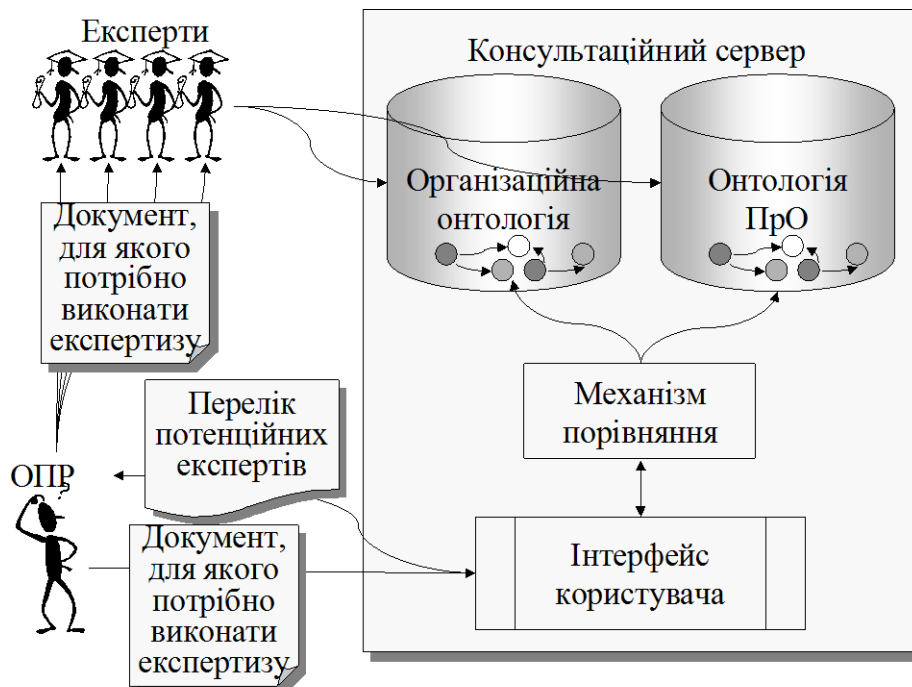 Експерти
Консультаційний сервер
Організаційна
онтологія
Онтологія
ПрО
Документ,
для якого
потрібно
виконати
експертизу
Перелік
потенційних
експертів
Механізм
порівняння
ОПР
?
Документ,
для якого
потрібно
виконати
експертизу
Інтерфейс
користувача